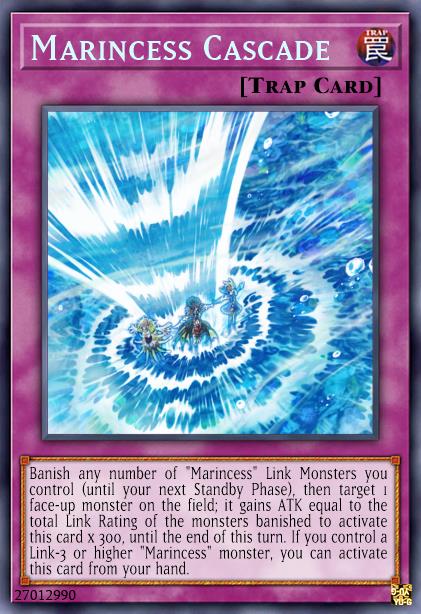 Marincess Cascade
TRAP
罠
[Trap Card]
Banish any number of "Marincess" Link Monsters you
control (until your next Standby Phase), then target 1
face-up monster on the field; it gains ATK equal to the
total Link Rating of the monsters banished to activate
this card x 300, until the end of this turn. If you control a
Link-3 or higher "Marincess" monster, you can activate
this card from your hand.
27012990